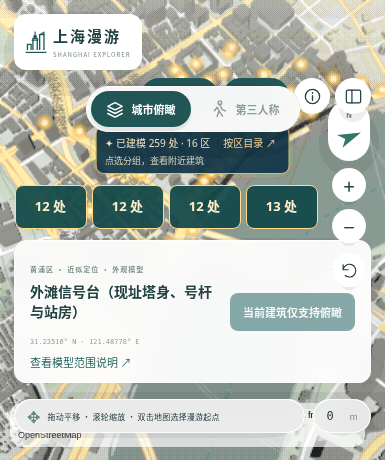 上海漫游
SHANGHAI EXPLORER
城市俯瞰
第三人称
N
✦ 已建模 259 处 · 16 区 按区目录 ↗
点选分组，查看附近建筑
12 处
12 处
12 处
13 处
黄浦区 · 近似定位 · 外观模型
外滩信号台（现址塔身、号杆
与站房）
当前建筑仅支持俯瞰
31.23516° N · 121.48778° E
查看模型范围说明 ↗
拖动平移 · 滚轮缩放 · 双击地图选择漫游起点
fr
0 m
OpenStreetMap